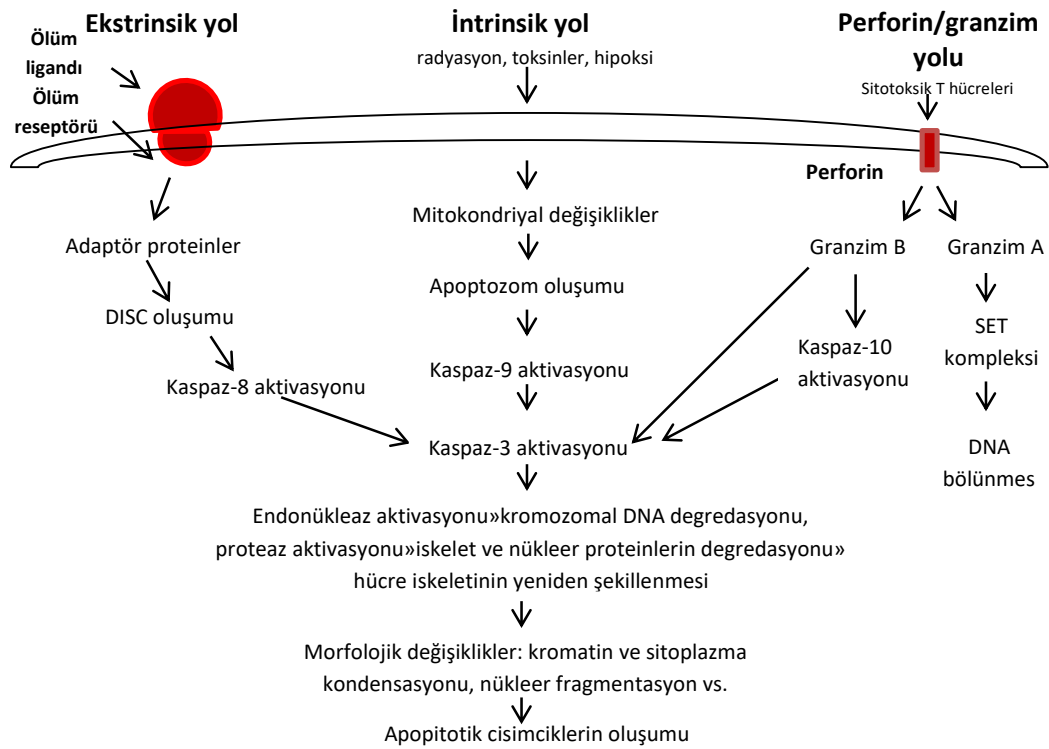 Ekstrinsik yol
Ölüm
ligandı
Ölüm
reseptörü
Adaptör proteinler
DISC oluşumu
Kaspaz-8 aktivasyonu
İntrinsik yol
radyasyon, toksinler, hipoksi
Mitokondriyal değişiklikler
Apoptozom oluşumu
Kaspaz-9 aktivasyonu
Perforin/granzim
yolu
Sitotoksik T hücreleri
Perforin
Granzim B
Kaspaz-10
aktivasyonu
Granzim A
SET
kompleksi
DNA
bölünmes
Kaspaz-3 aktivasyonu
Endonükleaz aktivasyonu»kromozomal DNA degredasyonu,
proteaz aktivasyonu»iskelet ve nükleer proteinlerin degredasyonu»
hücre iskeletinin yeniden şekillenmesi
Morfolojik değişiklikler: kromatin ve sitoplazma
kondensasyonu, nükleer fragmentasyon vs.
Apopitotik cisimciklerin oluşumu